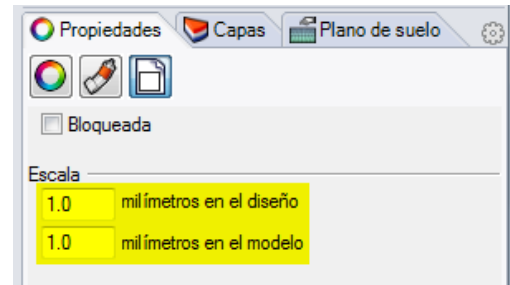 Propiedades Capas Plano de suelo
Bloqueada
Escala
1.0 milímetros en el diseño
1.0 milímetros en el modelo